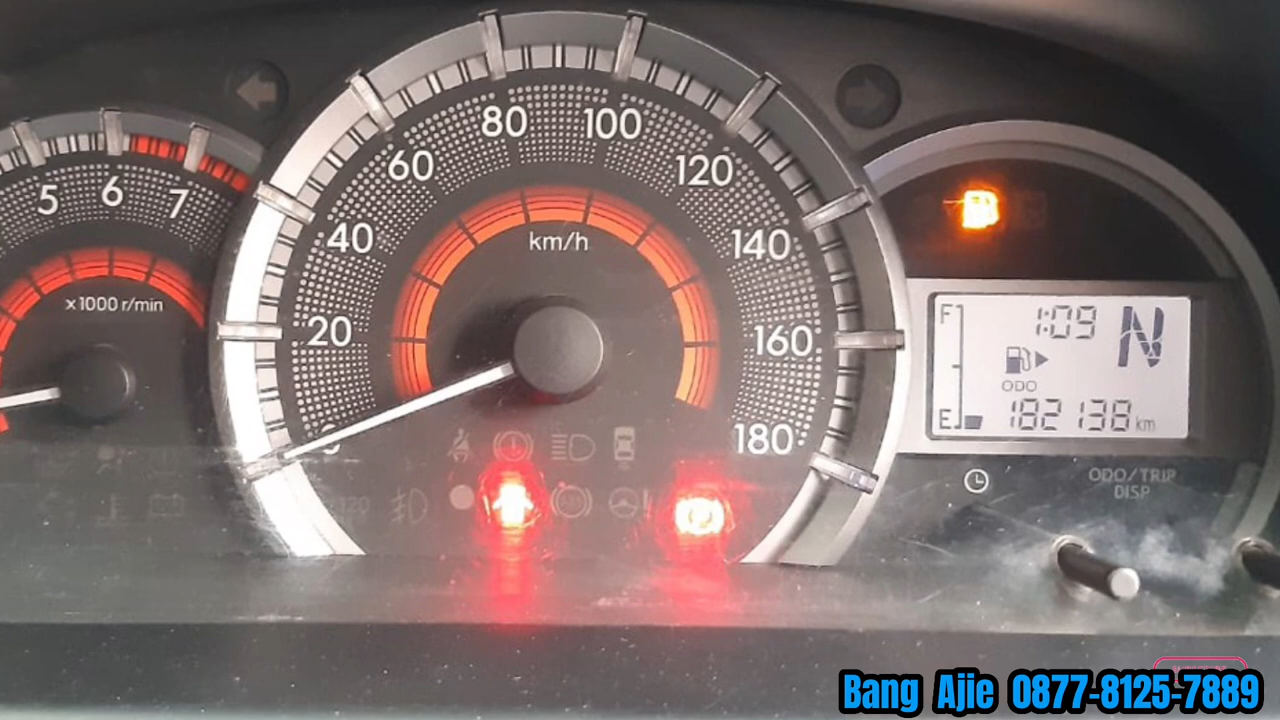 5 6 7
x1000 r/min
20 40 60 80 100 120 140 160 180
km/h
F 1:09 N
ODO
E 182138 km
ODO/TRIP
DISP
Bang Ajie 0877-8125-7889